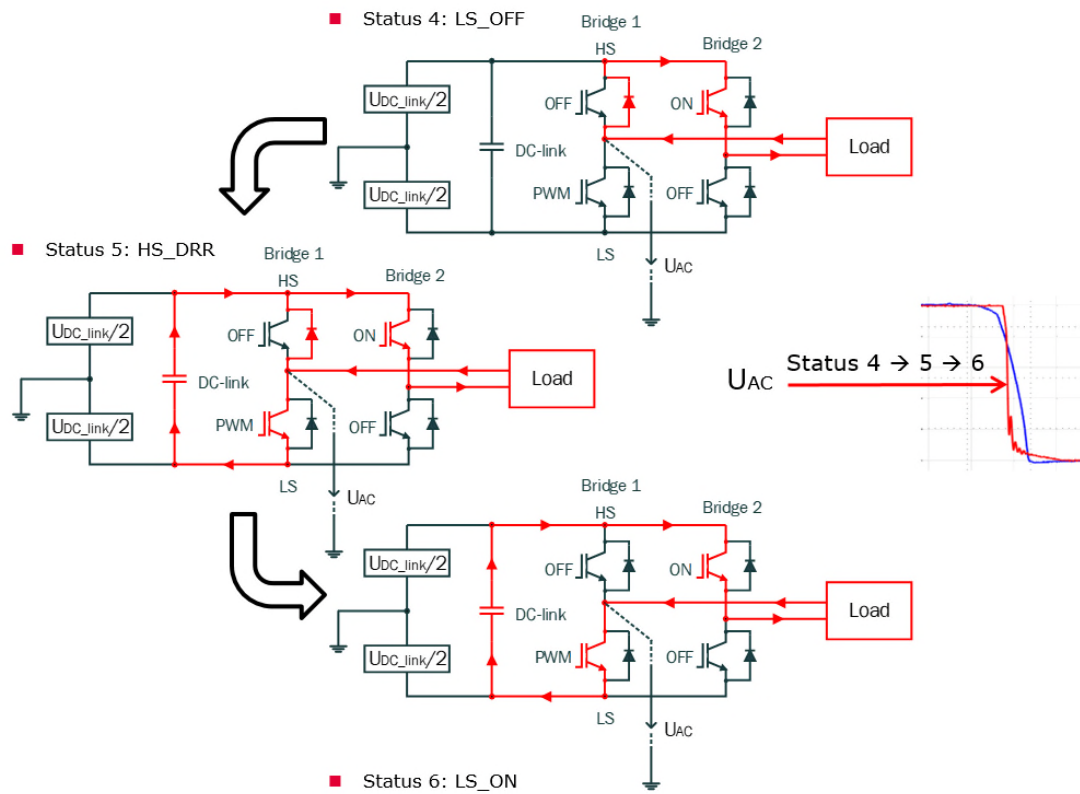 Status 4: LS_OFF
Bridge 1
HS
Bridge 2
UDC_link/2
OFF
ON
DC-link
Load
UDC_link/2
PWM
OFF
LS
UAC
Status 5: HS_DRR
Bridge 1
HS
Bridge 2
UDC_link/2
OFF
ON
DC-link
Load
UDC_link/2
PWM
OFF
LS
UAC
UAC
Status 4 → 5 → 6
Bridge 1
HS
Bridge 2
UDC_link/2
OFF
ON
DC-link
Load
UDC_link/2
PWM
OFF
LS
UAC
Status 6: LS_ON